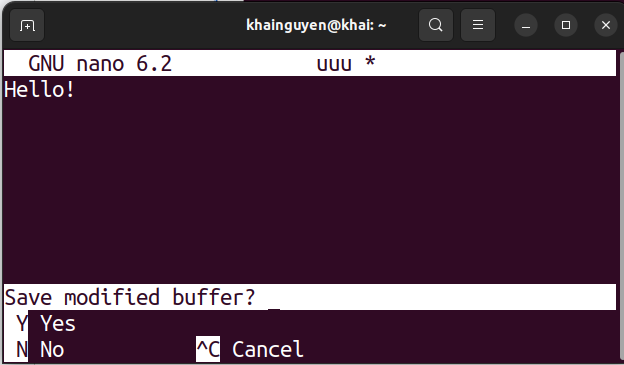 khainguyen@khai: ~
GNU nano 6.2 uuu *
Hello!
Save modified buffer?
Y Yes
N No ^C Cancel